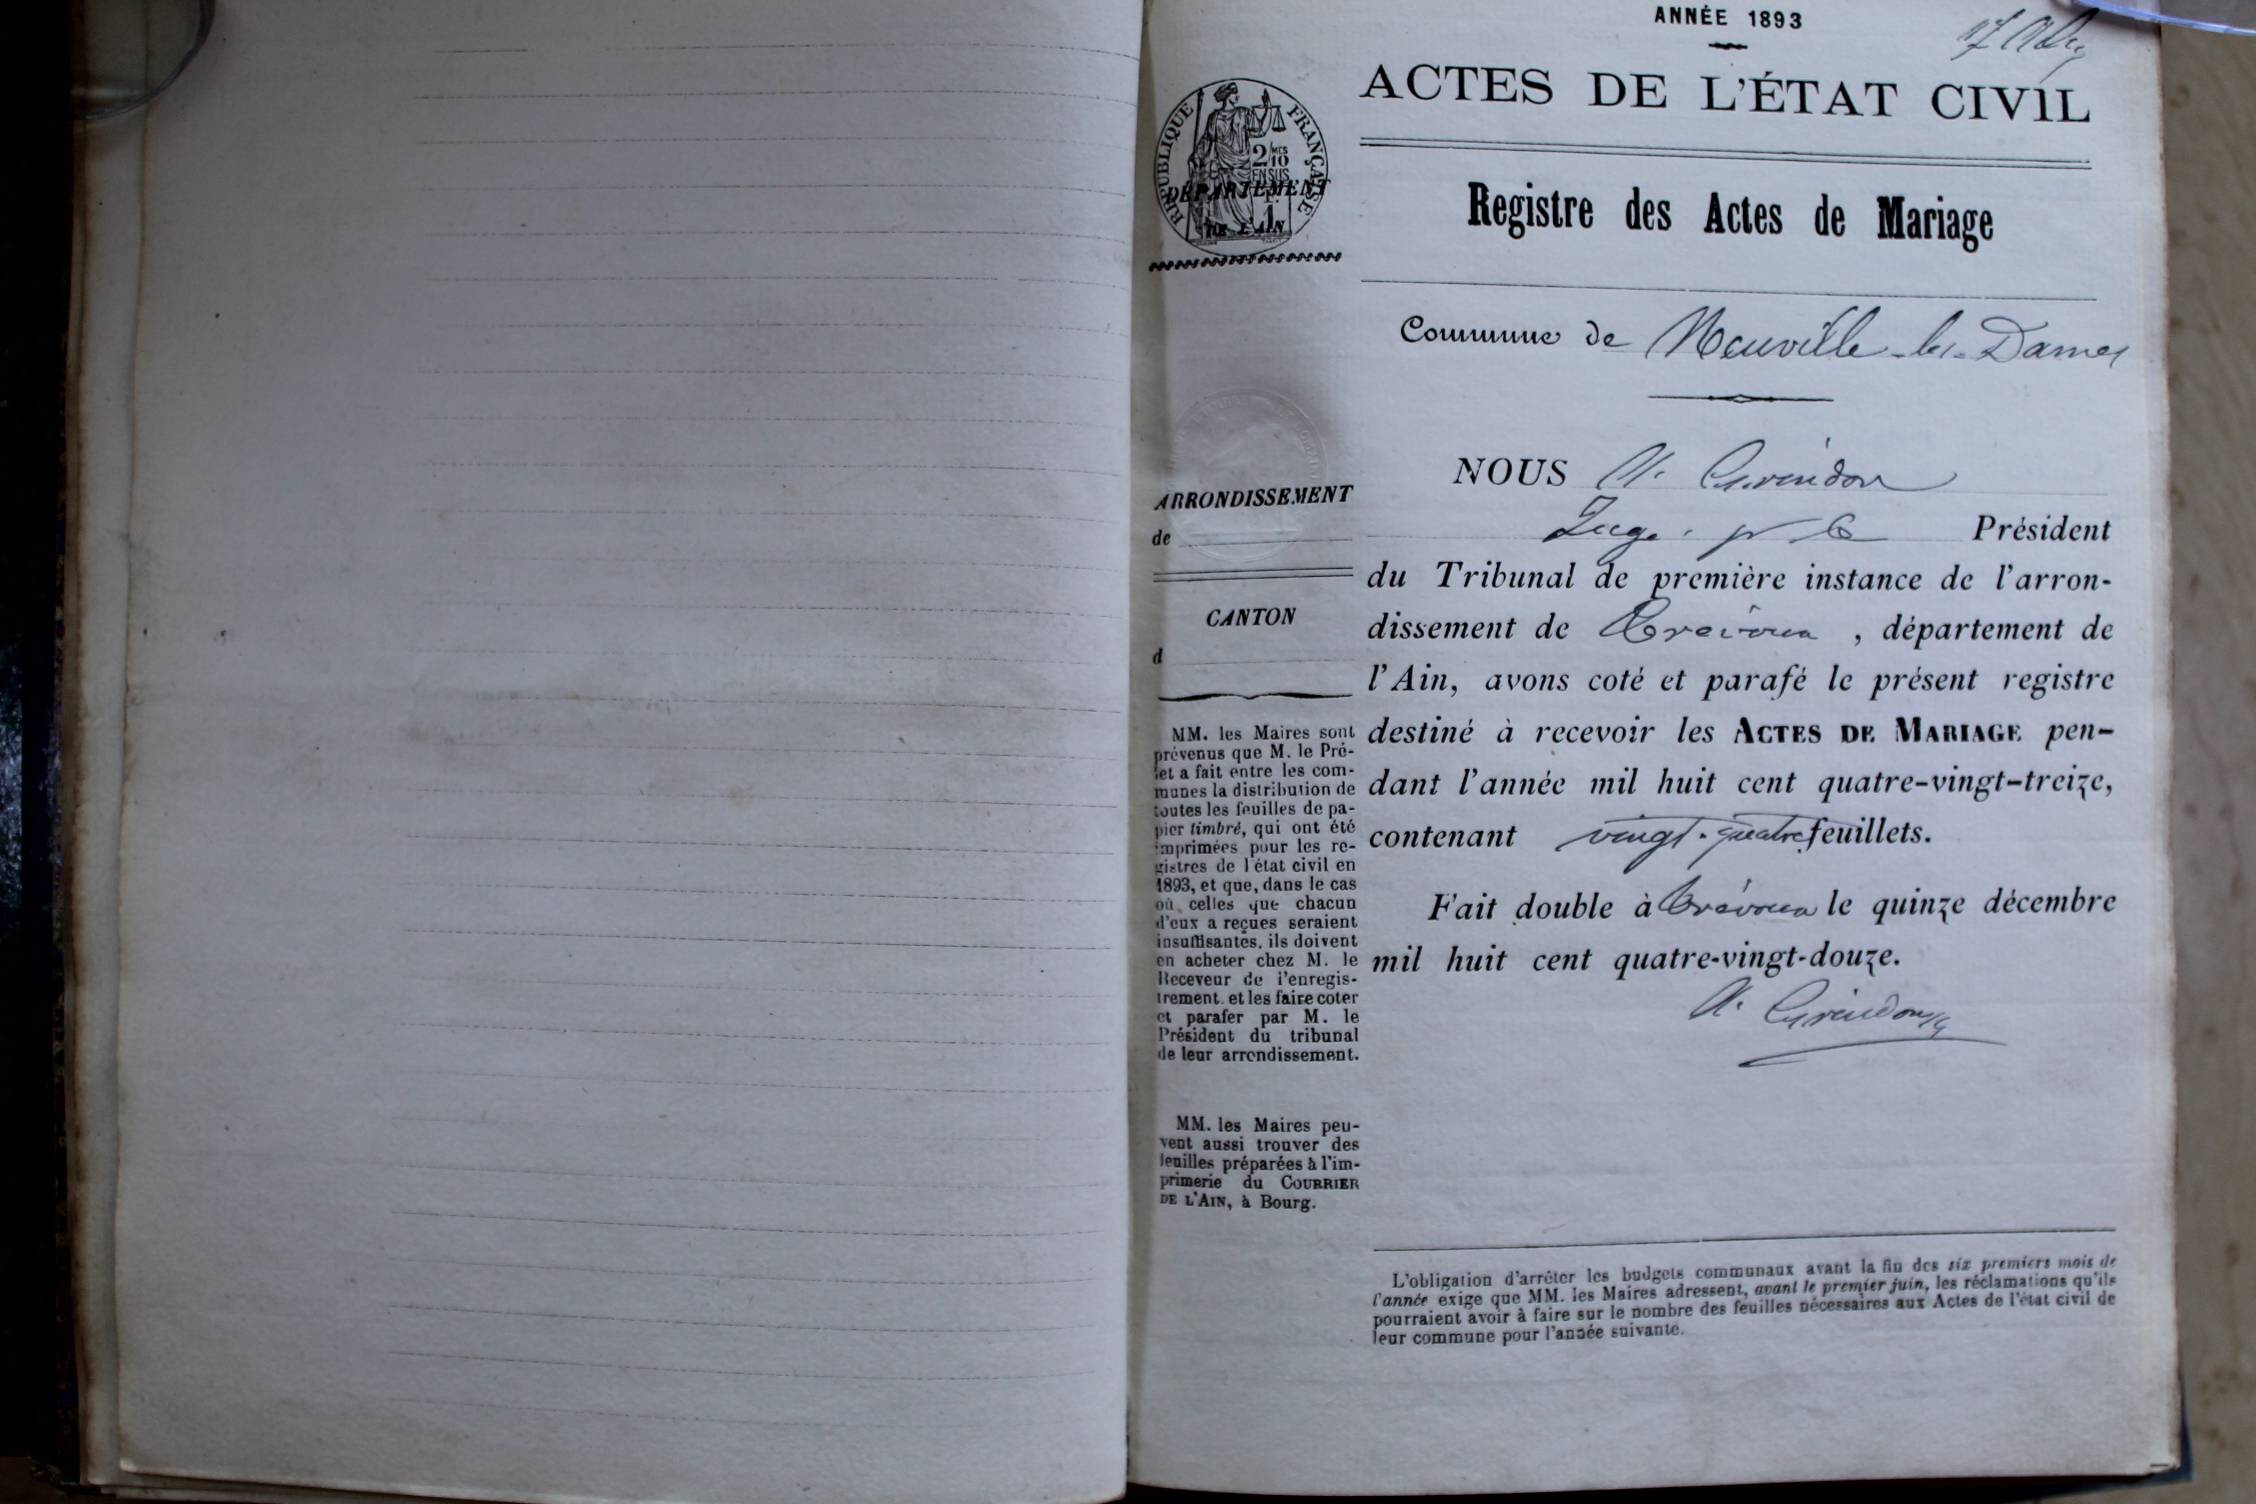 ANNÉE 1893
ACTES DE L'ÉTAT CIVIL
RÉPUBLIQUE FRANÇAISE
2/10 MES
EN SUS
DÉPARTEMENT
DE L'AIN
Registre des Actes de Mariage
Commune de Neuville-les-Dames
ARRONDISSEMENT
de
CANTON
d
MM. les Maires sont
prévenus que M. le Pré-
fet a fait entre les com-
munes la distribution de
toutes les feuilles de pa-
pier timbré, qui ont été
imprimées pour les re-
gistres de l'état civil en
1893, et que, dans le cas
où celles que chacun
d'eux a reçues seraient
insuffisantes, ils doivent
en acheter chez M. le
Receveur de l'enregis-
trement. et les faire coter
et parafer par M. le
Président du tribunal
de leur arrondissement.
MM. les Maires peu-
vent aussi trouver des
feuilles préparées à l'im-
primerie du COURRIER
DE L'AIN, à Bourg.
NOUS
Juge Président
du Tribunal de première instance de l'arron-
dissement de Trévoux , département de
l'Ain, avons coté et parafé le présent registre
destiné à recevoir les ACTES DE MARIAGE pen-
dant l'année mil huit cent quatre-vingt-treize,
contenant vingt-quatre feuillets.
Fait double à Trévoux le quinze décembre
mil huit cent quatre-vingt-douze.
L'obligation d'arrêter les budgets communaux avant la fin des six premiers mois de
l'année exige que MM. les Maires adressent, avant le premier juin, les réclamations qu'ils
pourraient avoir à faire sur le nombre des feuilles nécessaires aux Actes de l'état civil de
leur commune pour l'année suivante.